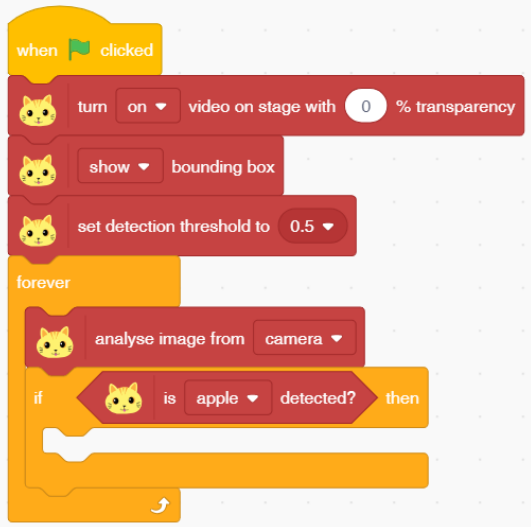 when clicked
turn on video on stage with 0 % transparency
show bounding box
set detection threshold to 0.5
forever
analyse image from camera
if is apple detected? then